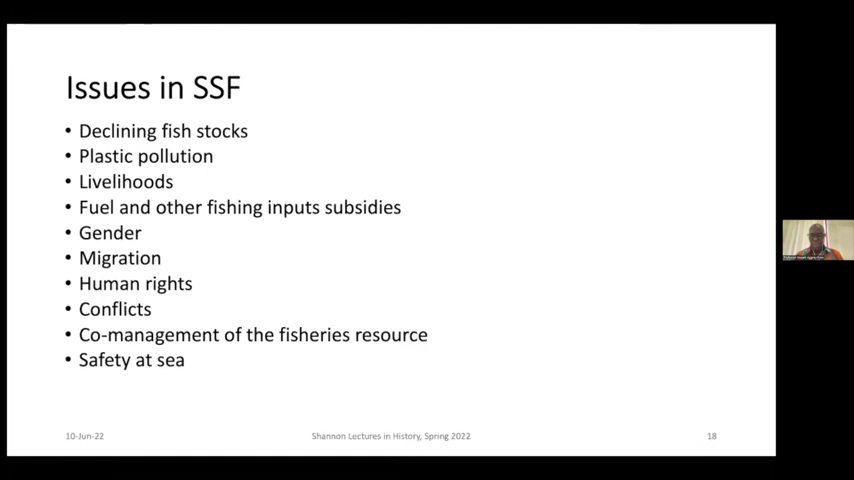 Issues in SSF
• Declining fish stocks
• Plastic pollution
• Livelihoods
• Fuel and other fishing inputs subsidies
• Gender
• Migration
• Human rights
• Conflicts
• Co-management of the fisheries resource
• Safety at sea
10-Jun-22
Shannon Lectures in History, Spring 2022
18